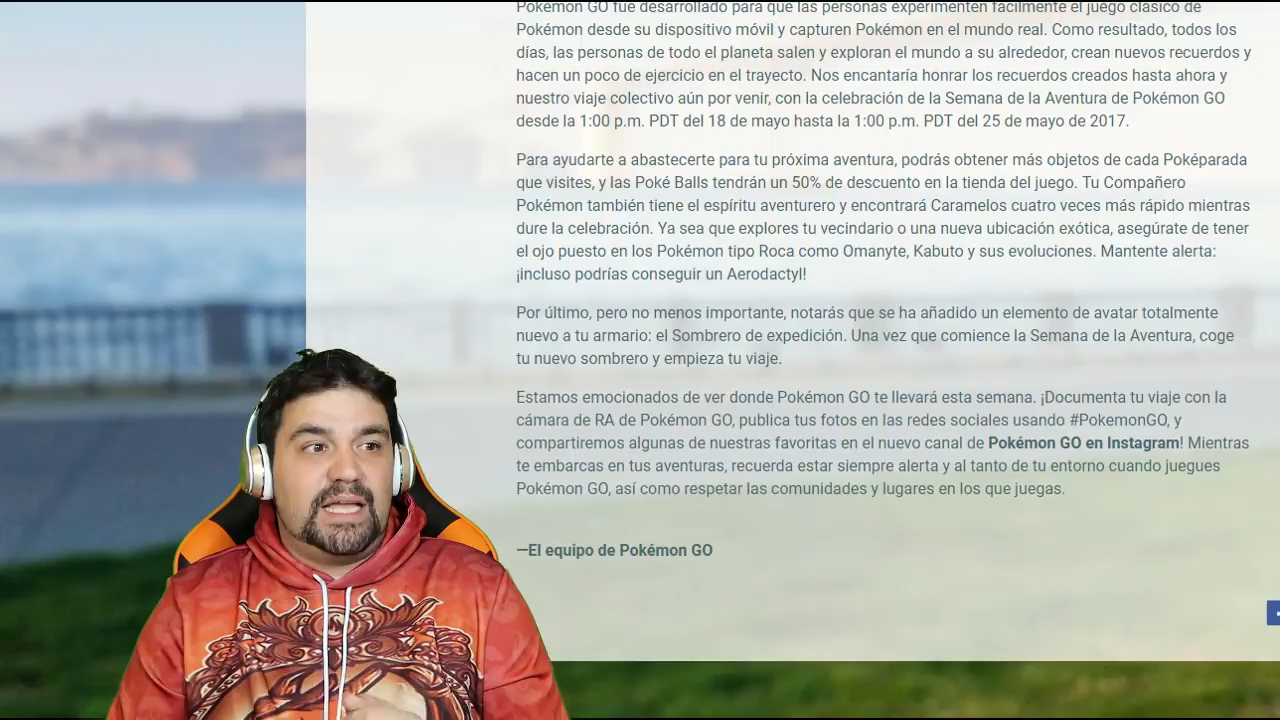 Pokémon GO fue desarrollado para que las personas experimenten fácilmente el juego clásico de
Pokémon desde su dispositivo móvil y capturen Pokémon en el mundo real. Como resultado, todos los
días, las personas de todo el planeta salen y exploran el mundo a su alrededor, crean nuevos recuerdos y
hacen un poco de ejercicio en el trayecto. Nos encantaría honrar los recuerdos creados hasta ahora y
nuestro viaje colectivo aún por venir, con la celebración de la Semana de la Aventura de Pokémon GO
desde la 1:00 p.m. PDT del 18 de mayo hasta la 1:00 p.m. PDT del 25 de mayo de 2017.
Para ayudarte a abastecerte para tu próxima aventura, podrás obtener más objetos de cada Poképarada
que visites, y las Poké Balls tendrán un 50% de descuento en la tienda del juego. Tu Compañero
Pokémon también tiene el espíritu aventurero y encontrará Caramelos cuatro veces más rápido mientras
dure la celebración. Ya sea que explores tu vecindario o una nueva ubicación exótica, asegúrate de tener
el ojo puesto en los Pokémon tipo Roca como Omanyte, Kabuto y sus evoluciones. Mantente alerta:
¡incluso podrías conseguir un Aerodactyl!
Por último, pero no menos importante, notarás que se ha añadido un elemento de avatar totalmente
nuevo a tu armario: el Sombrero de expedición. Una vez que comience la Semana de la Aventura, coge
tu nuevo sombrero y empieza tu viaje.
Estamos emocionados de ver donde Pokémon GO te llevará esta semana. ¡Documenta tu viaje con la
cámara de RA de Pokémon GO, publica tus fotos en las redes sociales usando #PokemonGO, y
compartiremos algunas de nuestras favoritas en el nuevo canal de Pokémon GO en Instagram! Mientras
te embarcas en tus aventuras, recuerda estar siempre alerta y al tanto de tu entorno cuando juegues
Pokémon GO, así como respetar las comunidades y lugares en los que juegas.
—El equipo de Pokémon GO